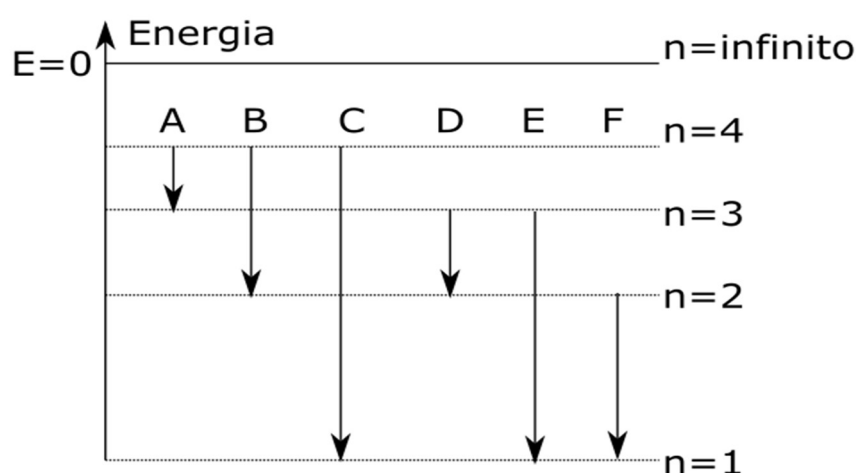 Energia
E=0
n=infinito
A B C D E F
n=4
n=3
n=2
n=1